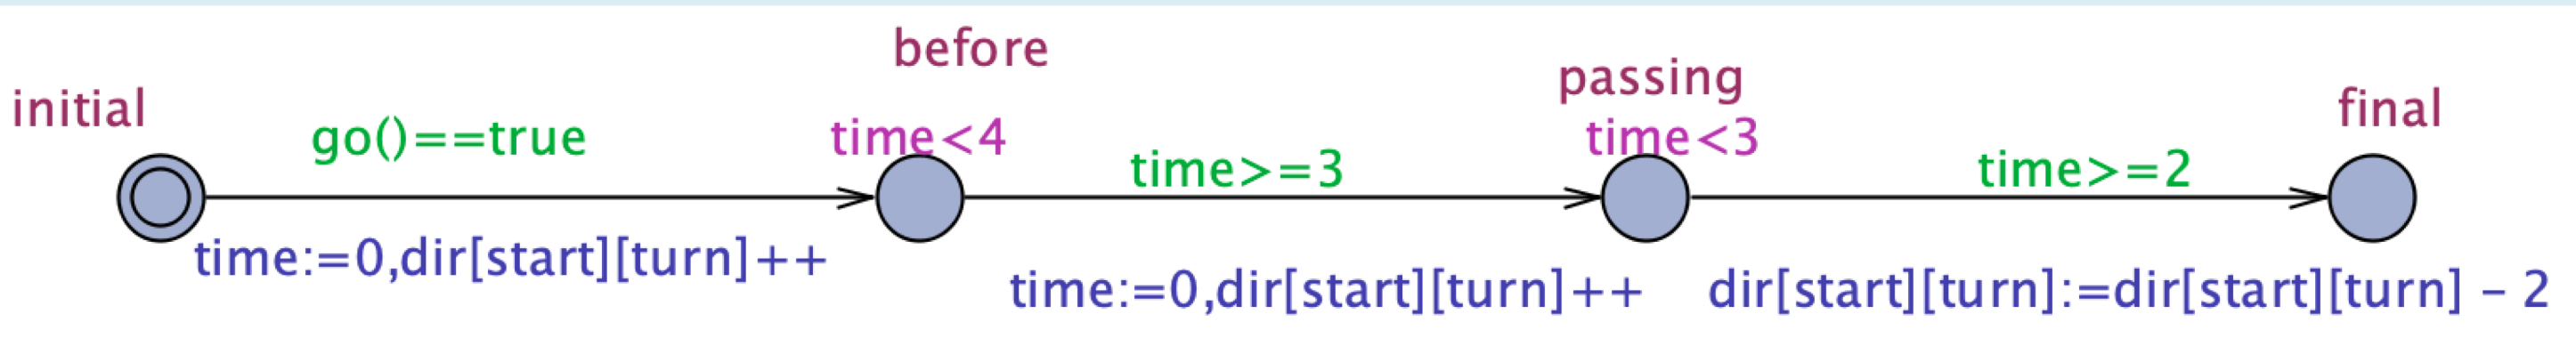 initial
go()==true
time:=0,dir[start][turn]++
before
time<4
time>=3
time:=0,dir[start][turn]++
passing
time<3
time>=2
dir[start][turn]:=dir[start][turn] - 2
final